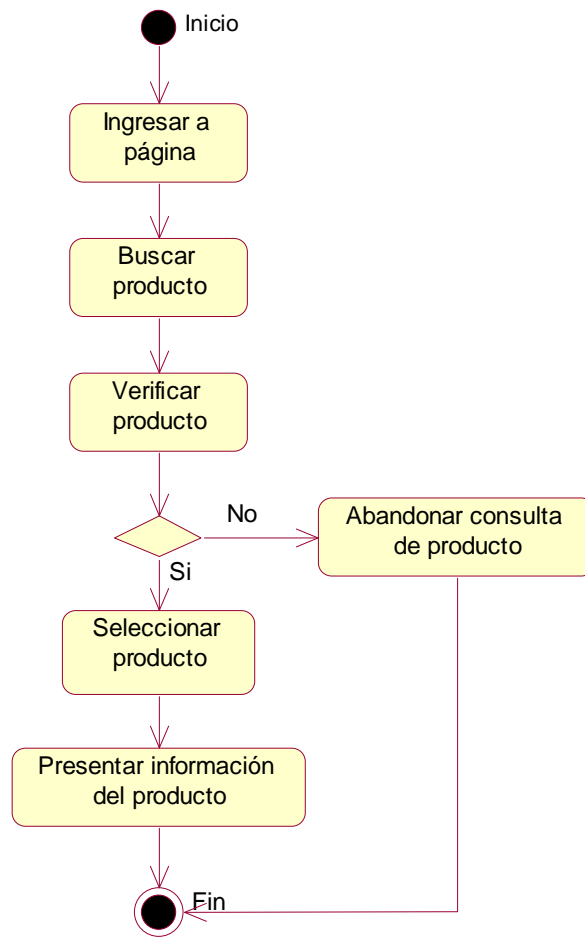 Inicio
Ingresar a
página
Buscar
producto
Verificar
producto
No
Abandonar consulta
de producto
Si
Seleccionar
producto
Presentar información
del producto
Fin